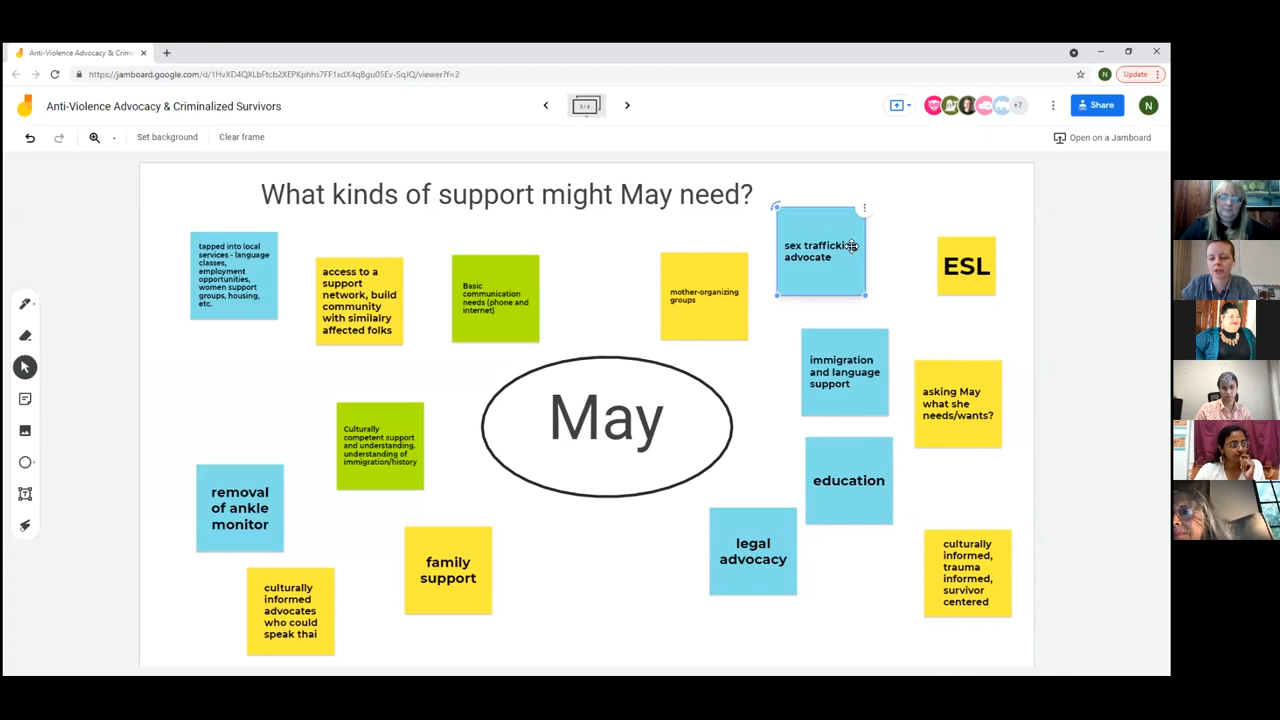 Anti-Violence Advocacy & Crimi
https://jamboard.google.com/d/1HvXD4QXLbFtcb2XEPKphhs7FF1xdX4qBgu05Ev-SqJQ/viewer?f=2
N
Update
Anti-Violence Advocacy & Criminalized Survivors
3/6
+7
Share
N
Set background
Clear frame
Open on a Jamboard
What kinds of support might May need?
tapped into local
services - language
classes,
employment
opportunities,
women support
groups, housing,
etc.
access to a
support
network, build
community
with similalry
affected folks
Basic
communication
needs (phone and
internet)
mother-organizing
groups
sex trafficking
advocate
ESL
immigration
and language
support
asking May
what she
needs/wants?
May
Culturally
competent support
and understanding.
understanding of
immigration/history
education
removal
of ankle
monitor
family
support
legal
advocacy
culturally
informed,
trauma
informed,
survivor
centered
culturally
informed
advocates
who could
speak thai